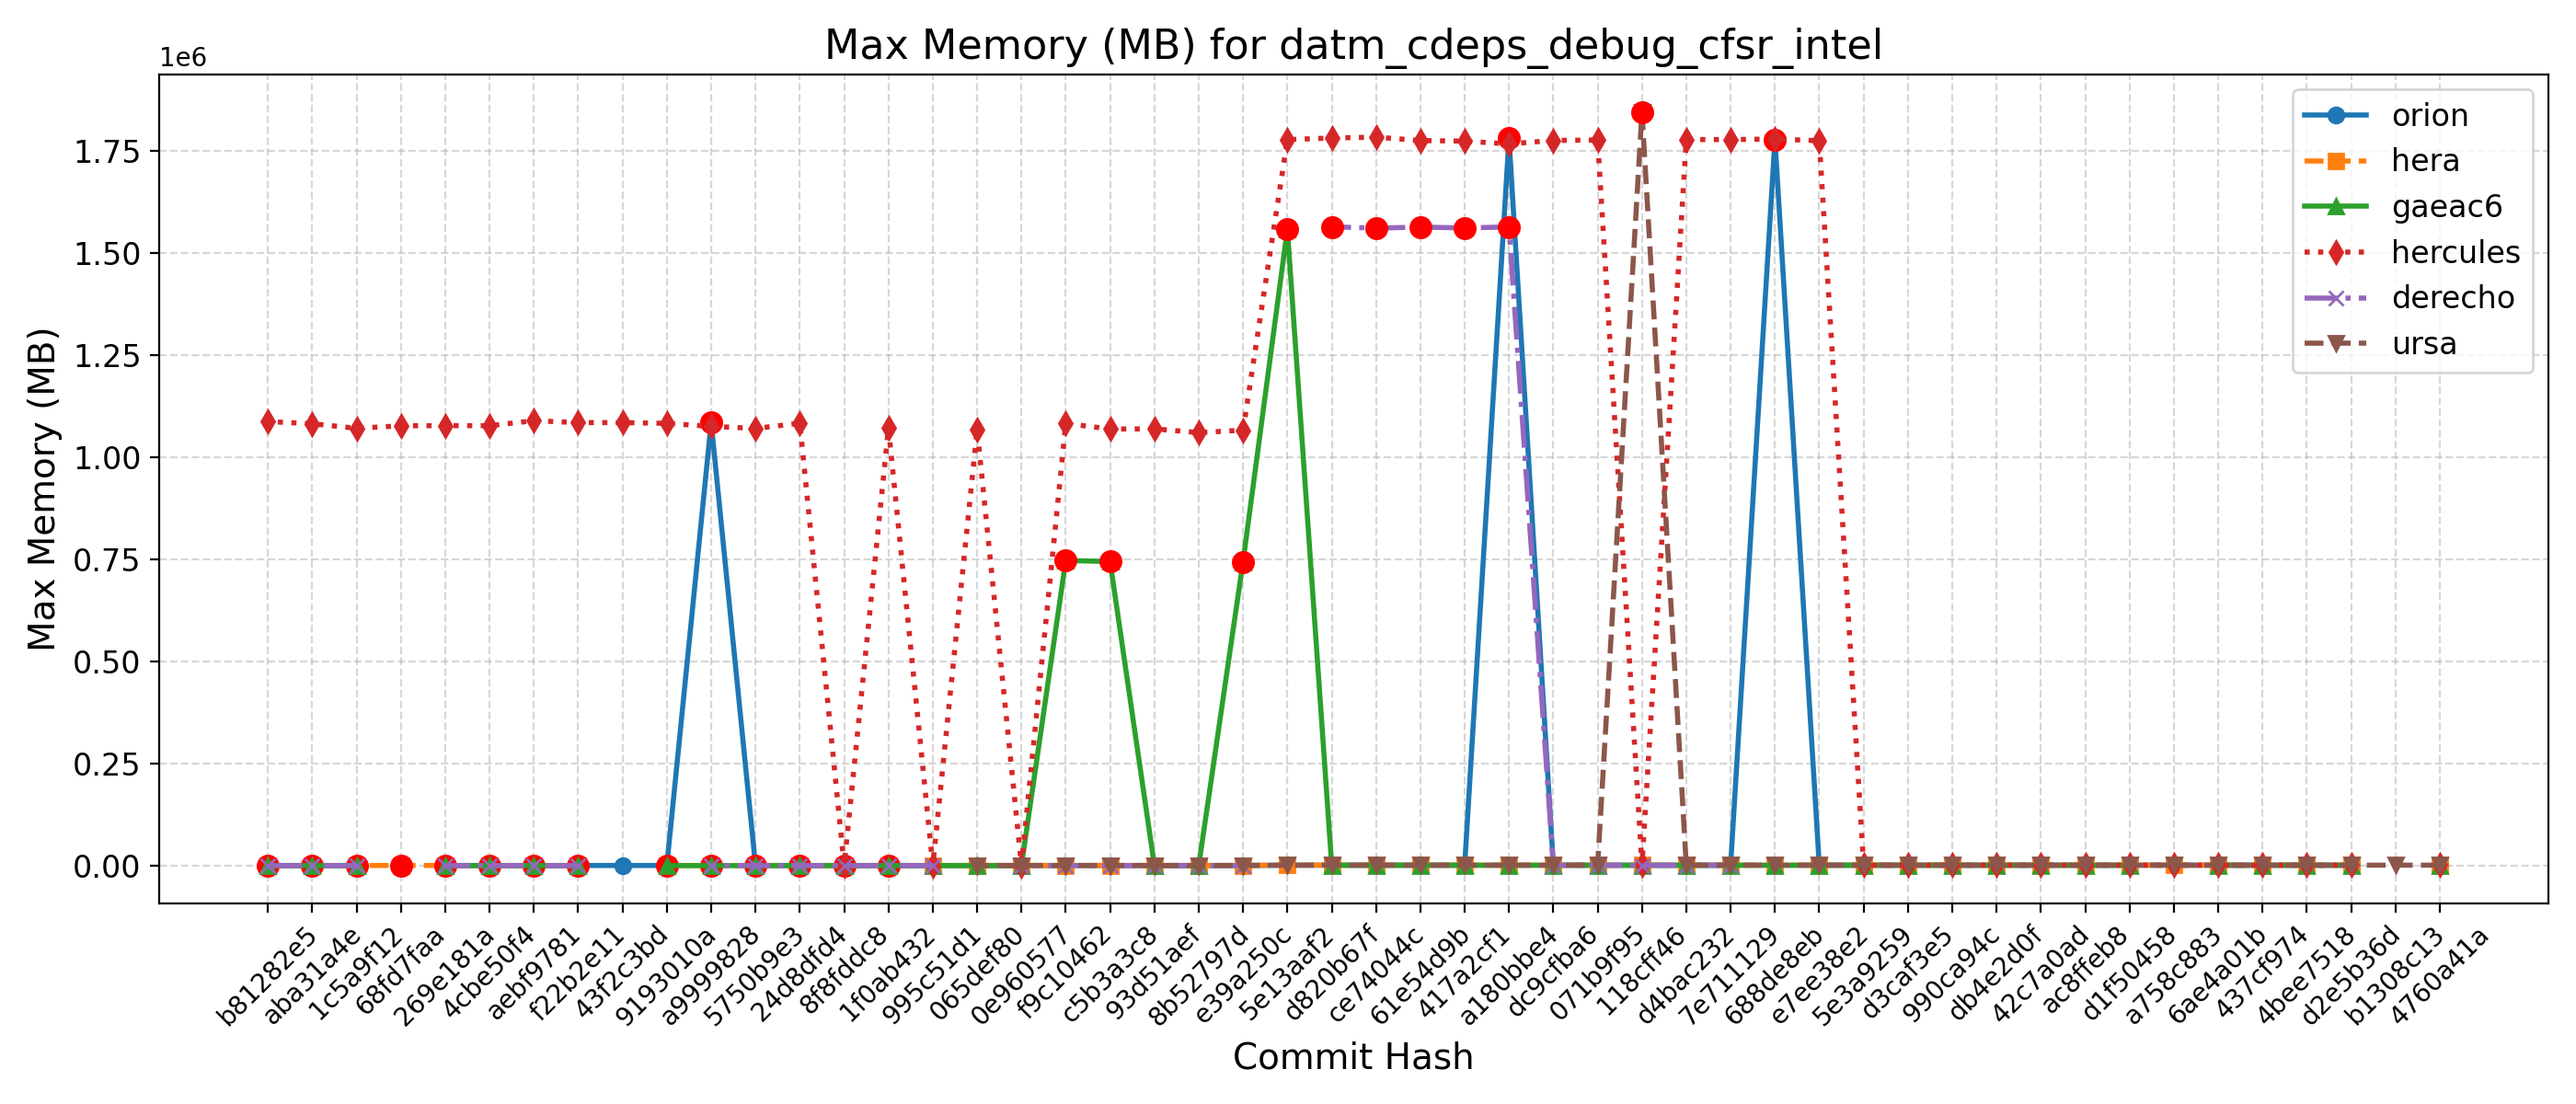 Max Memory (MB) for datm_cdeps_debug_cfsr_intel
1e6
1.75
1.50
1.25
1.00
0.75
0.50
0.25
0.00
Max Memory (MB)
orion
hera
gaeac6
hercules
derecho
ursa
b81282e5
aba31a4e
1c5a9f12
68fd7faa
269e181a
4cbe50f4
aebf9781
f22b2e11
43f2c3bd
9193010a
a9999828
5750b9e3
24d8dfd4
8f8fddc8
1f0ab432
995c51d1
065def80
0e960577
f9c10462
c5b3a3c8
93d51aef
8b52797d
e39a250c
5e13aaf2
d820b67f
ce74044c
61e54d9b
417a2cf1
a180bbe4
dc9cfba6
071b9f95
118cff46
d4bac232
7e711129
688de8eb
e7ee38e2
5e3a9259
d3caf3e5
990ca94c
db4e2d0f
42c7a0ad
ac8ffeb8
d1f50458
a758c883
6ae4a01b
437cf974
4bee7518
d2e5b36d
b1308c13
4760a41a
Commit Hash